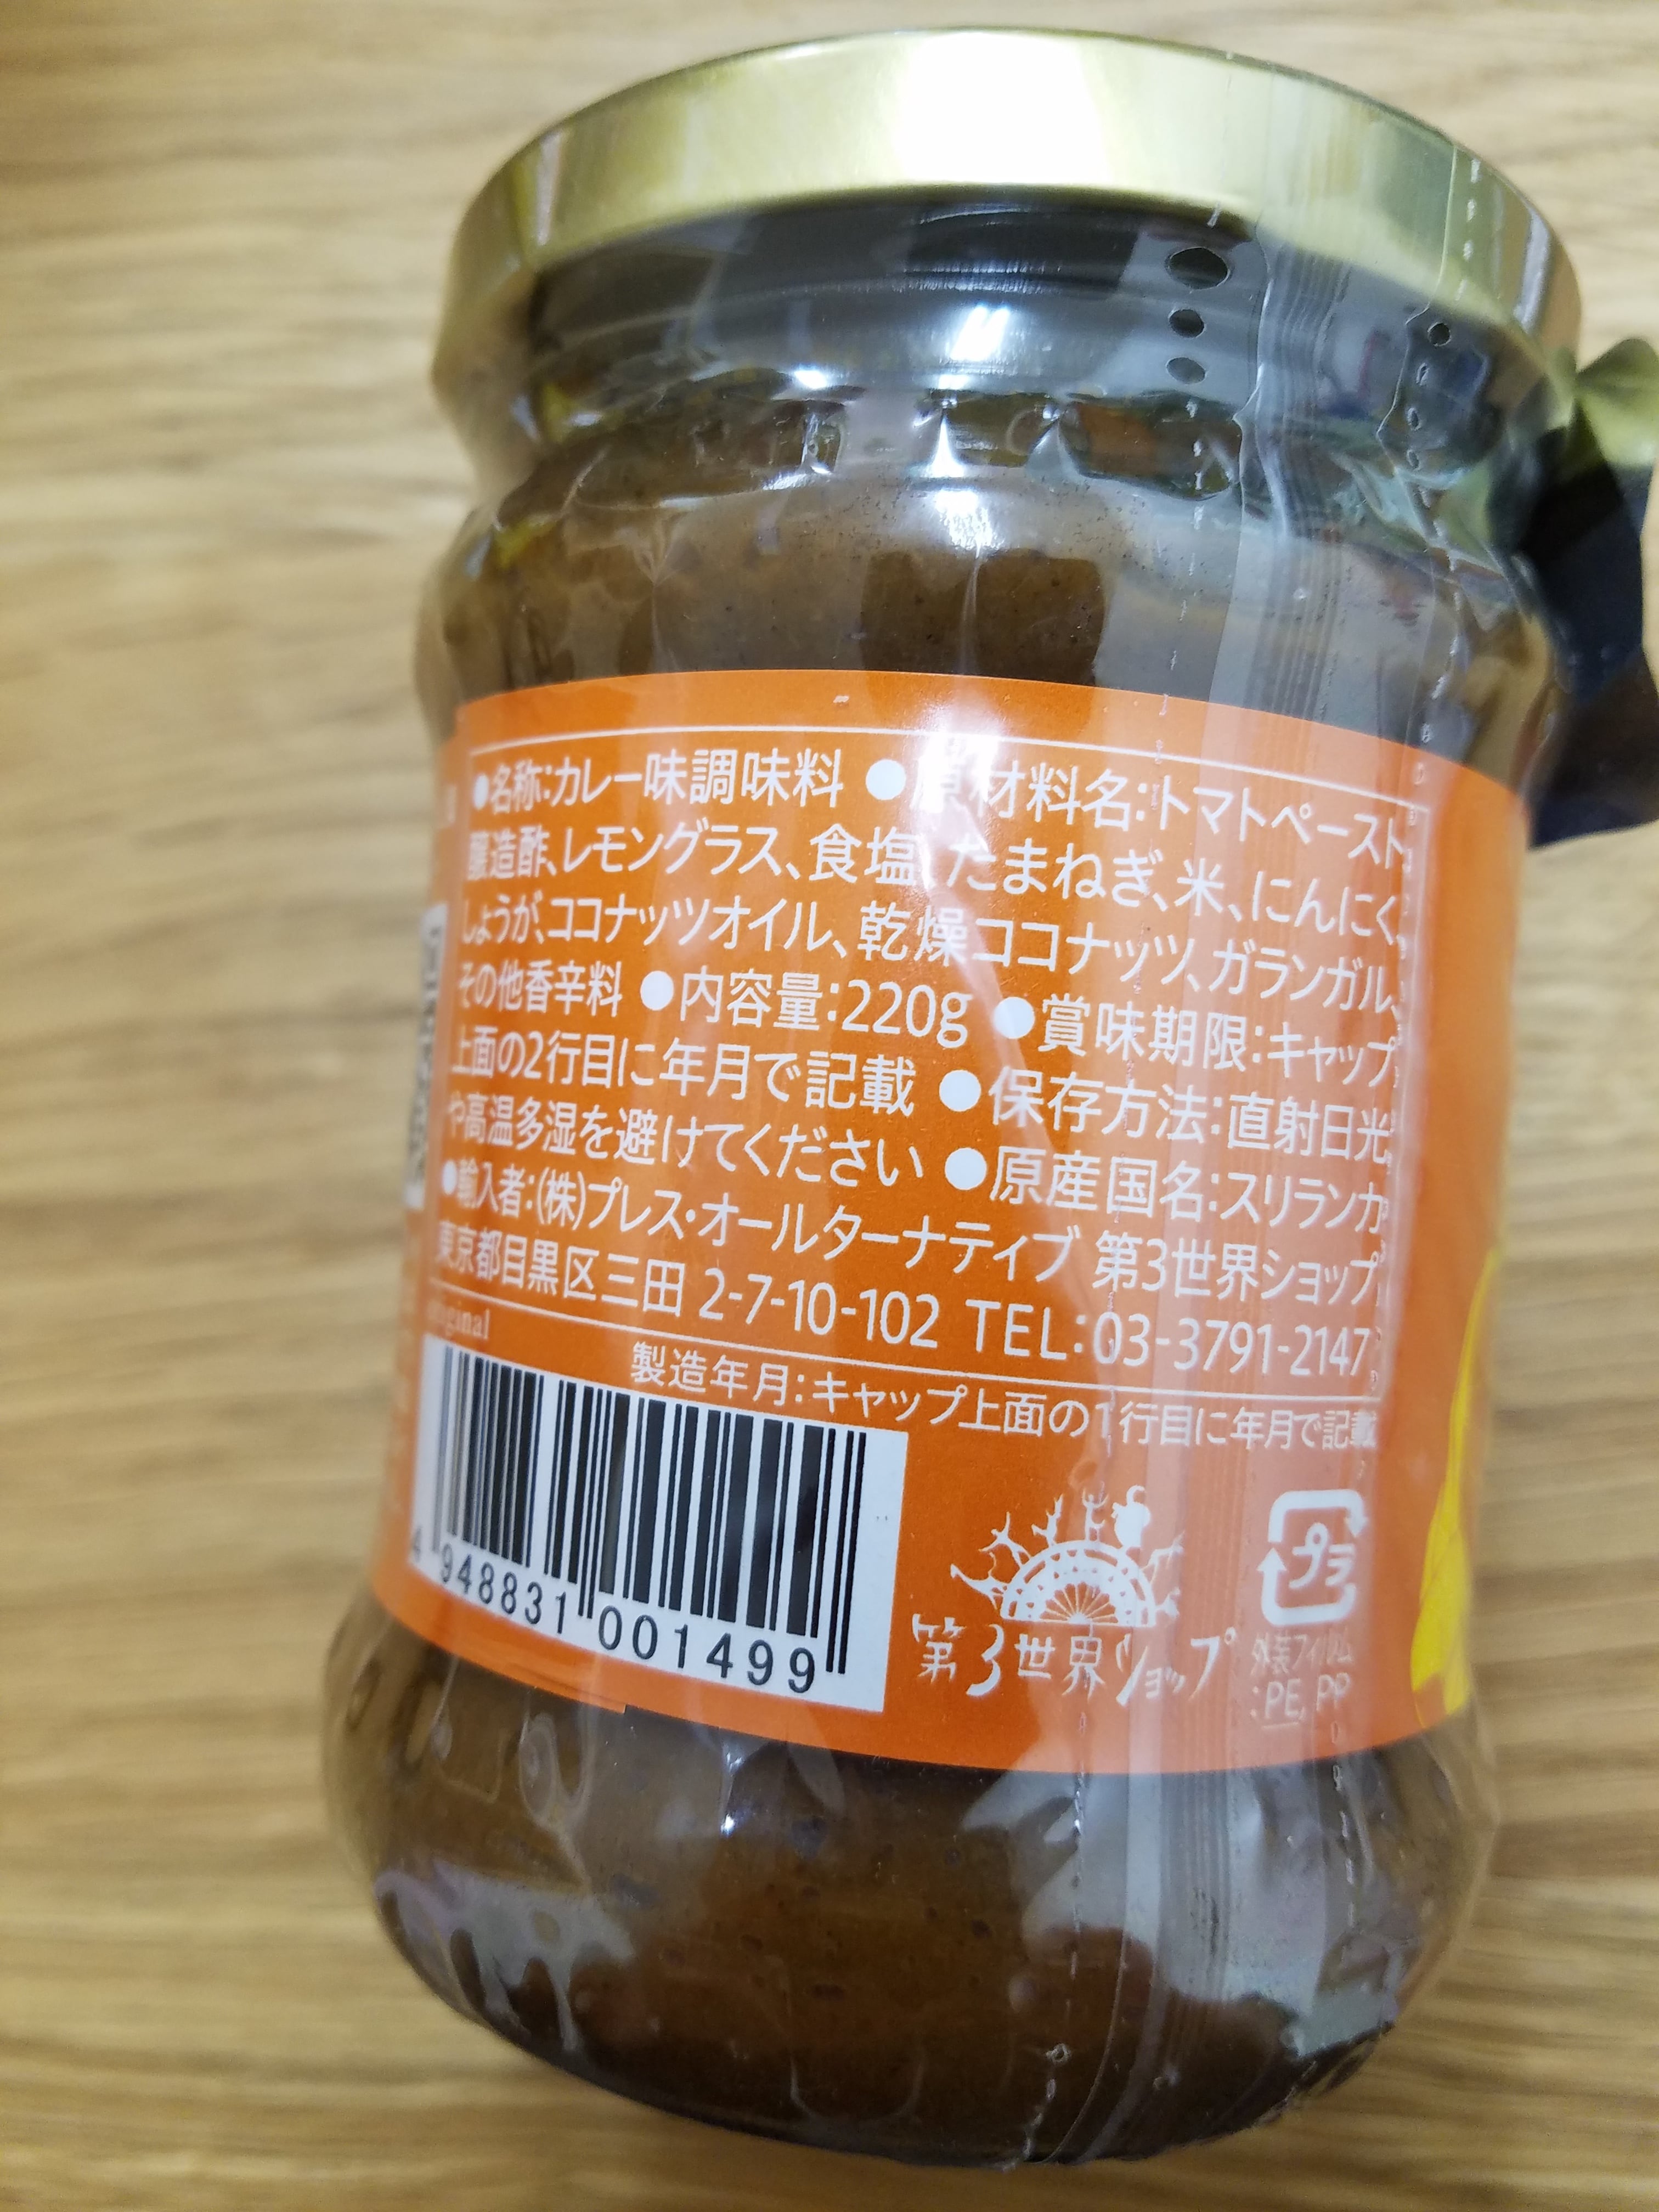 ●名称:カレー味調味料 ●原材料名:トマトペースト、
醸造酢、レモングラス、食塩、たまねぎ、米、にんにく、
しょうが、ココナッツオイル、乾燥ココナッツ、ガランガル、
その他香辛料 ●内容量:220g ●賞味期限:キャップ
上面の2行目に年月で記載 ●保存方法:直射日光
や高温多湿を避けてください ●原産国名:スリランカ
●輸入者:(株)プレス・オールターナティブ 第3世界ショップ
東京都目黒区三田 2-7-10-102 TEL:03-3791-2147
original
製造年月:キャップ上面の1行目に年月で記載
4 948831 001499
第3世界ショップ
プラ
外装フィルム
:PE, PP